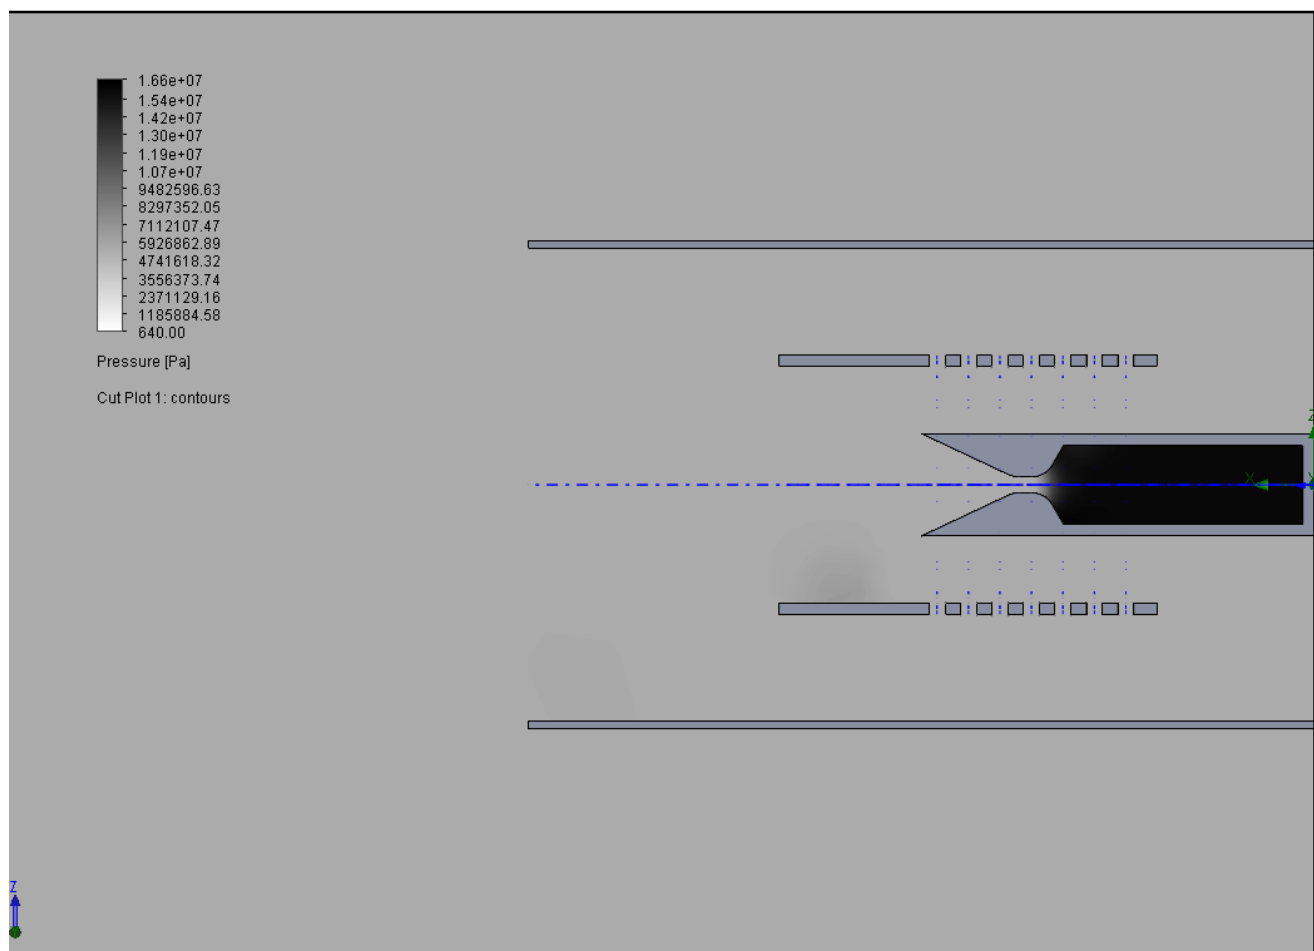 1.66e+07
1.54e+07
1.42e+07
1.30e+07
1.19e+07
1.07e+07
9482596.63
8297352.05
7112107.47
5926862.89
4741618.32
3556373.74
2371129.16
1185884.58
640.00
Pressure [Pa]
Cut Plot 1: contours
Z
X
Z